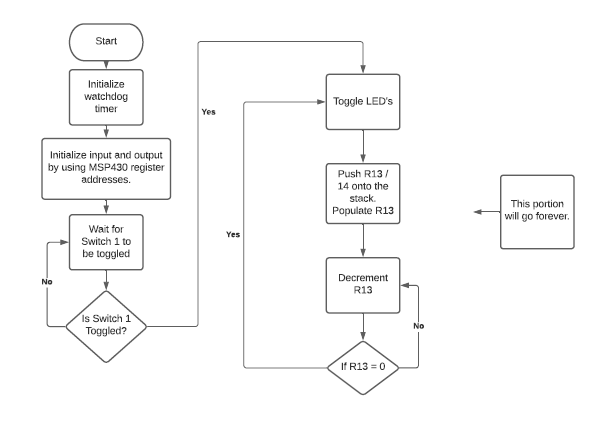 Start
Initialize
watchdog
timer
Initialize input and output
by using MSP430 register
addresses.
Wait for
Switch 1 to
be toggled
No
Is Switch 1
Toggled?
Yes
Toggle LED's
Push R13 /
14 onto the
stack.
Populate R13
Yes
Decrement
R13
No
If R13 = 0
This portion
will go forever.